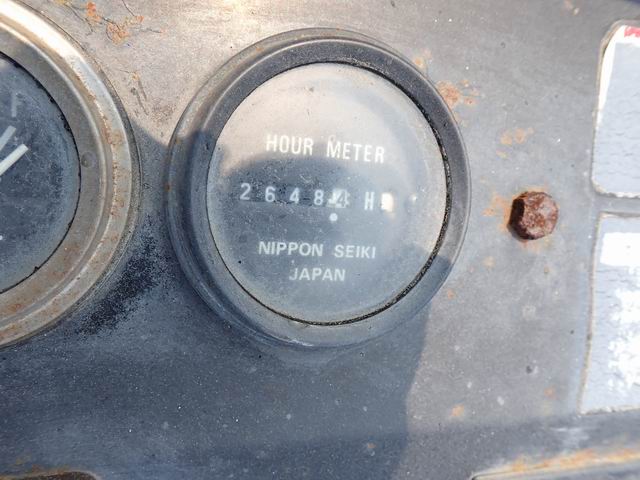 F
HOUR METER
26484 H
NIPPON SEIKI
JAPAN